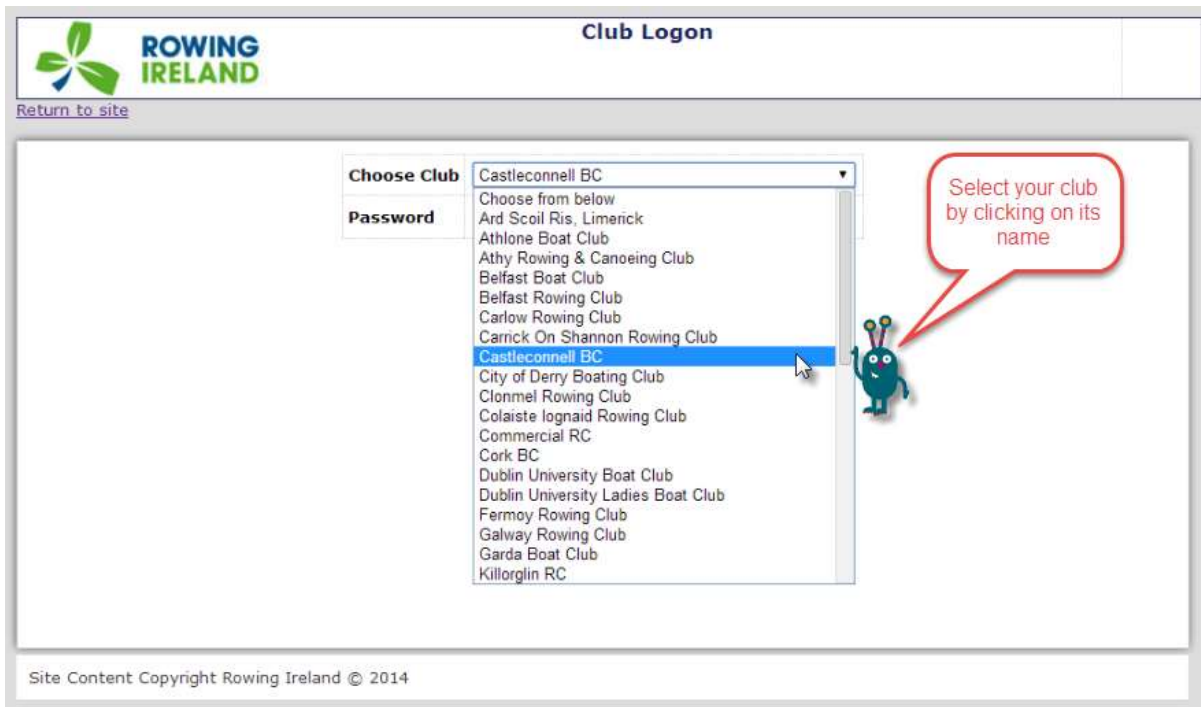 Club Logon
ROWING
IRELAND
Return to site
Choose Club
Castleconnell BC
Password
Choose from below
Ard Scoil Ris, Limerick
Athlone Boat Club
Athy Rowing & Canoeing Club
Belfast Boat Club
Belfast Rowing Club
Carlow Rowing Club
Carrick On Shannon Rowing Club
Castleconnell BC
City of Derry Boating Club
Clonmel Rowing Club
Colaiste Iognaid Rowing Club
Commercial RC
Cork BC
Dublin University Boat Club
Dublin University Ladies Boat Club
Fermoy Rowing Club
Galway Rowing Club
Garda Boat Club
Killorglin RC
Select your club
by clicking on its
name
Site Content Copyright Rowing Ireland © 2014